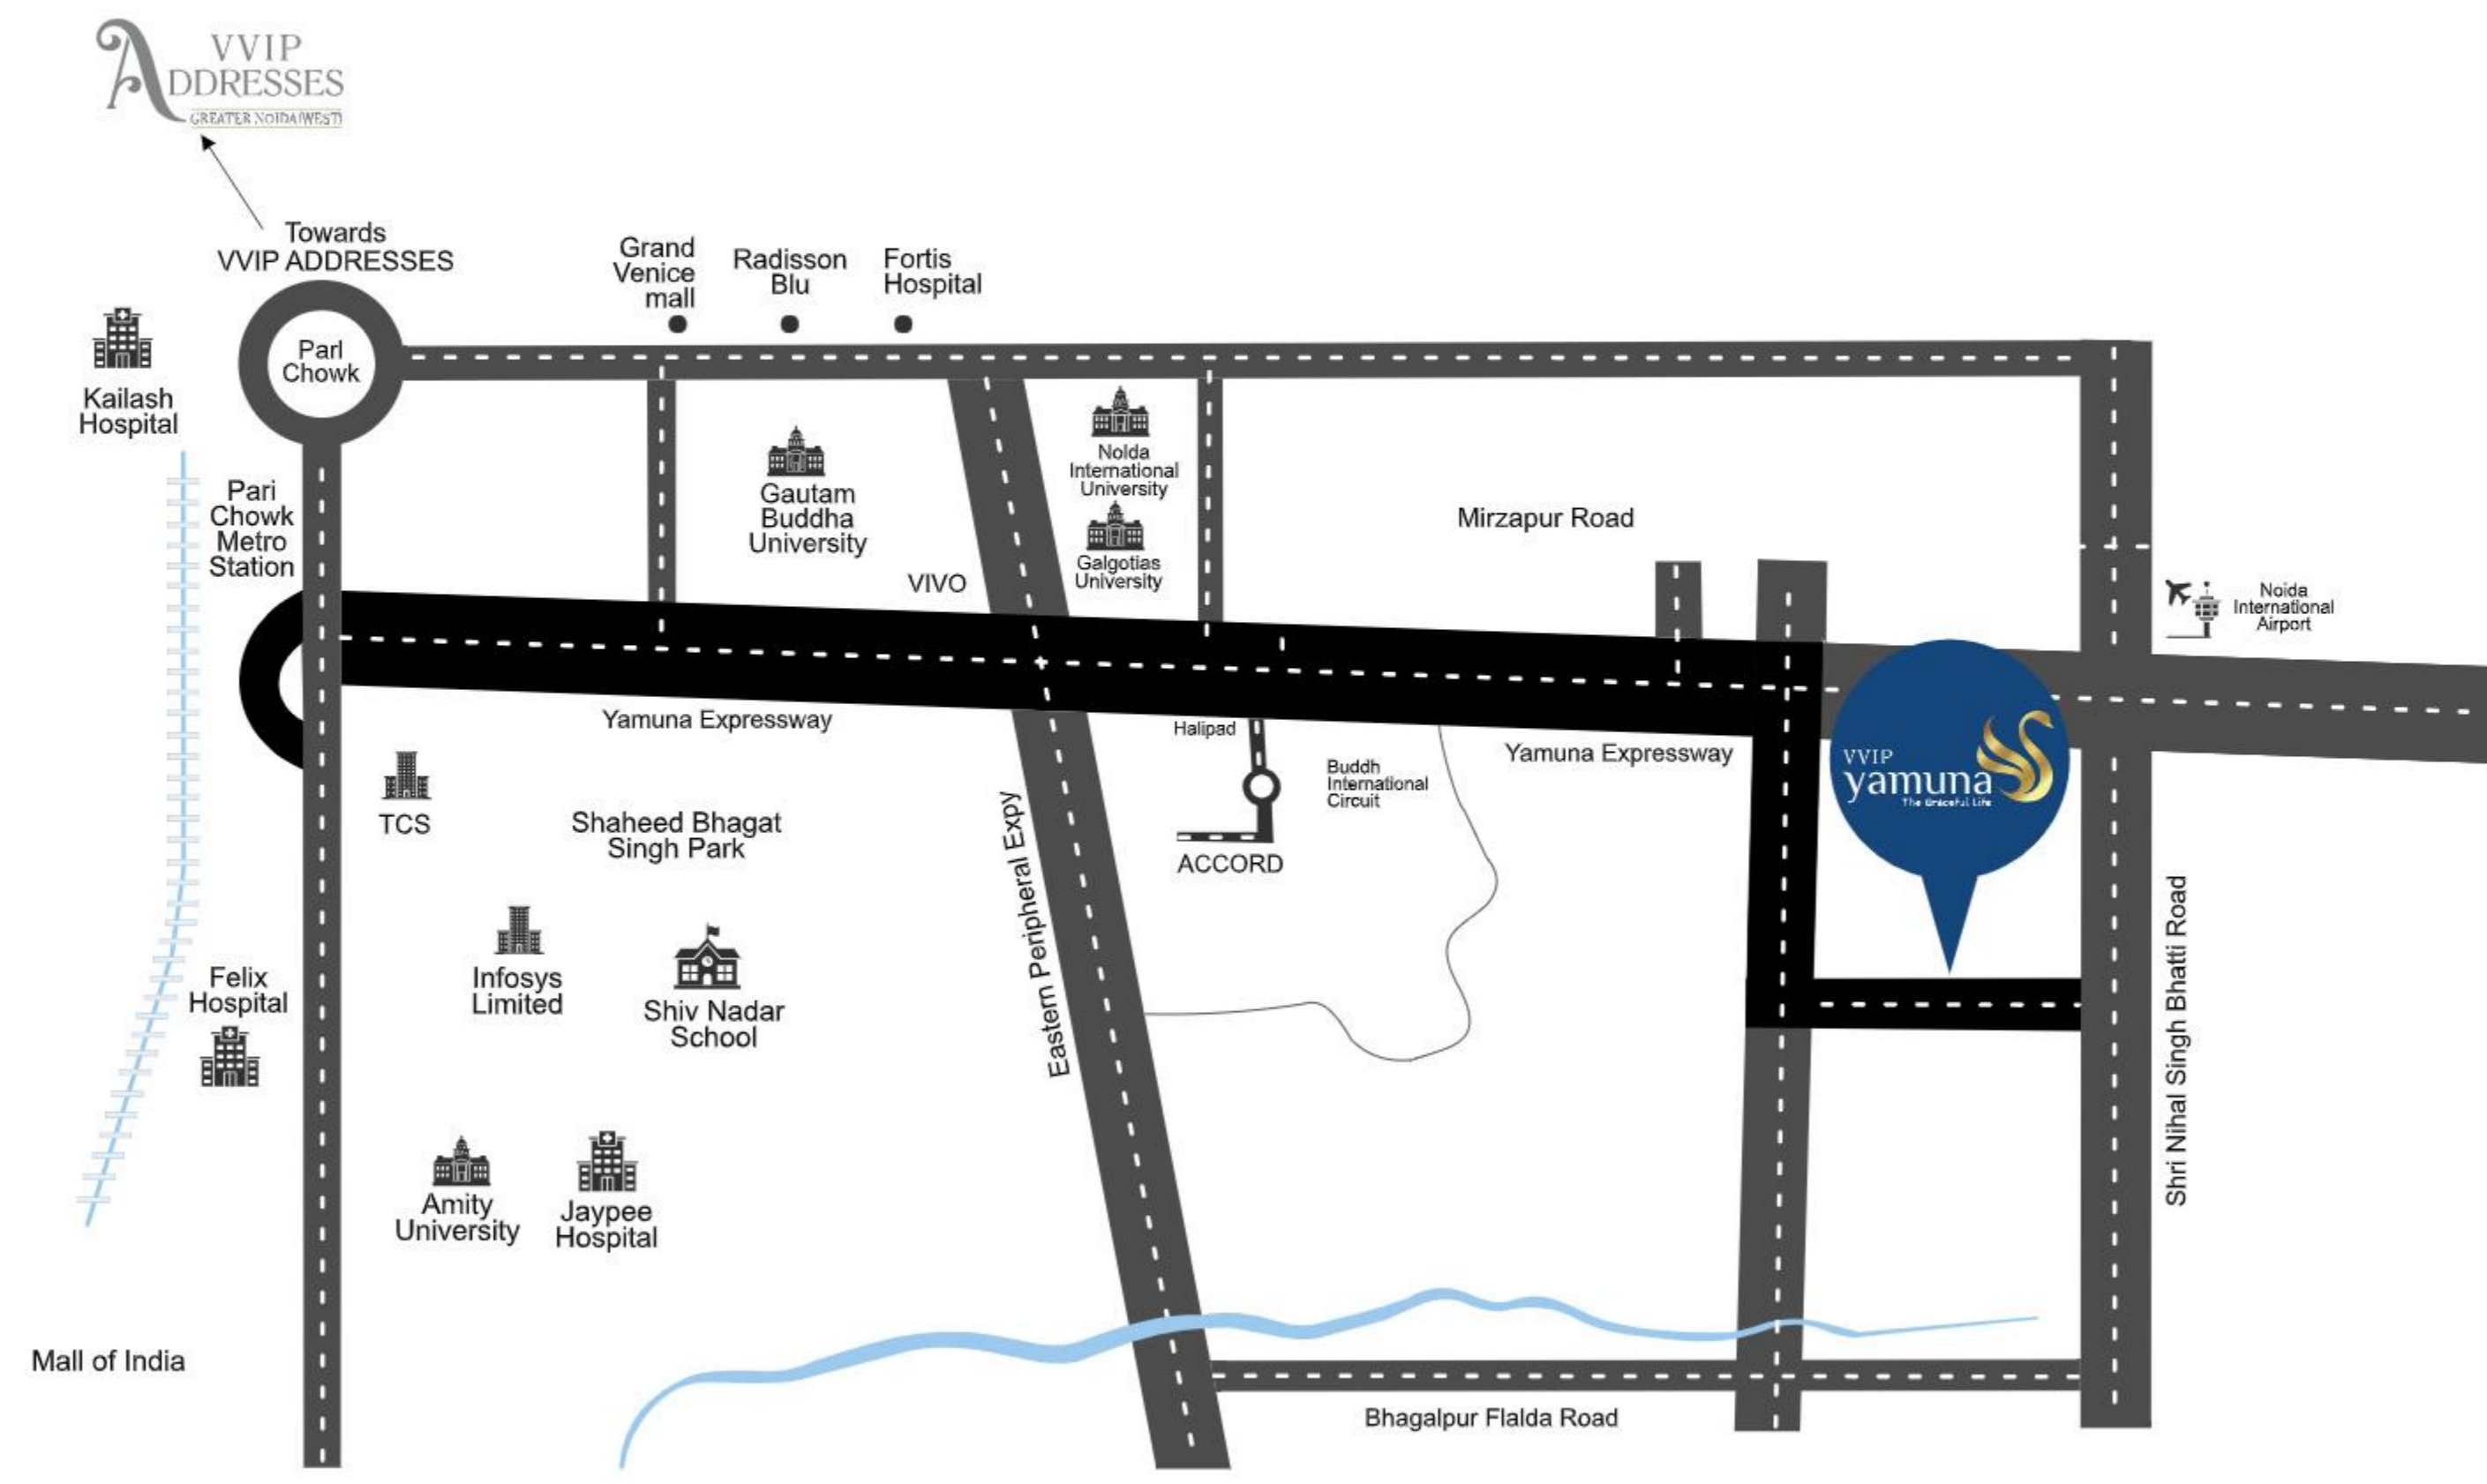 VVIP
ADDRESSES
GREATER NOIDA(WEST)
Towards
VVIP ADDRESSES
Grand
Venice
mall
Radisson
Blu
Fortis
Hospital
Parl
Chowk
Kailash
Hospital
Pari
Chowk
Metro
Station
Gautam
Buddha
University
VIVO
Nolda
International
University
Galgotias
University
Mirzapur Road
Noida
International
Airport
Yamuna Expressway
Halipad
Buddh
International
Circuit
ACCORD
Yamuna Expressway
VVIP
yamuna
The Graceful Life
TCS
Shaheed Bhagat
Singh Park
Infosys
Limited
Shiv Nadar
School
Felix
Hospital
Eastern Peripheral Expy
Shri Nihal Singh Bhatti Road
Amity
University
Jaypee
Hospital
Mall of India
Bhagalpur Flalda Road